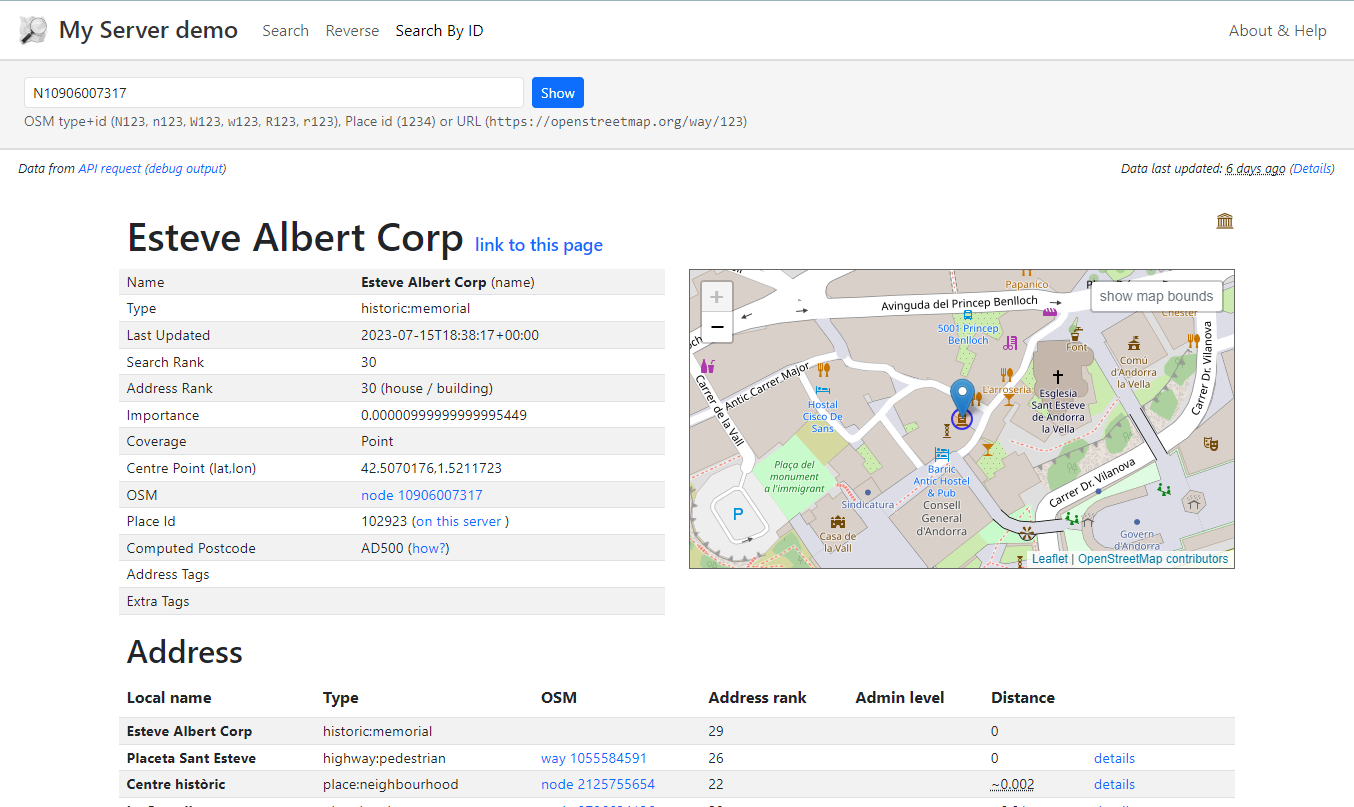 My Server demo Search Reverse Search By ID About & Help
N10906007317 Show
OSM type+id (N123, n123, W123, w123, R123, r123), Place id (1234) or URL (https://openstreetmap.org/way/123)
Data from API request (debug output) Data last updated: 6 days ago (Details)
Esteve Albert Corp link to this page
Name Esteve Albert Corp (name)
Type historic:memorial
Last Updated 2023-07-15T18:38:17+00:00
Search Rank 30
Address Rank 30 (house / building)
Importance 0.00000999999999995449
Coverage Point
Centre Point (lat,lon) 42.5070176,1.5211723
OSM node 10906007317
Place Id 102923 (on this server )
Computed Postcode AD500 (how?)
Address Tags
Extra Tags
+
−
show map bounds
Papanico
Avinguda del Princep Benlloch
Chester
5001 Princep
Benlloch
Font
Comú
d'Andorra
la Vella
Carrer Dr. Vilanova
Antic Carrer Major
Carrer de la Vall
L'arroseria
Hostal
Cisco De
Sans
Esglesia
Sant Esteve
de Andorra
la Vella
Plaça del
monument
a l'immigrant
Barric
Antic Hostel
& Pub
Carrer Dr. Vilanova
Sindicatura
Consell
General
d'Andorra
P
Casa de
la Vall
Govern
d'Andorra
Leaflet | OpenStreetMap contributors
Address
Local name Type OSM Address rank Admin level Distance
Esteve Albert Corp historic:memorial 29 0
Placeta Sant Esteve highway:pedestrian way 1055584591 26 0 details
Centre històric place:neighbourhood node 2125755654 22 ~0.002 details